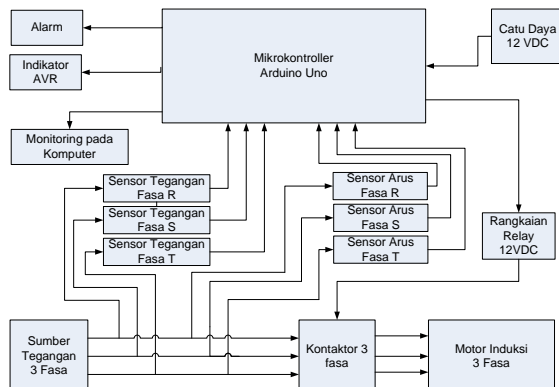 Alarm
Indikator
AVR
Monitoring pada
Komputer
Mikrokontroller
Arduino Uno
Catu Daya
12 VDC
Sensor Tegangan
Fasa R
Sensor Tegangan
Fasa S
Sensor Tegangan
Fasa T
Sensor Arus
Fasa R
Sensor Arus
Fasa S
Sensor Arus
Fasa T
Rangkaian
Relay
12VDC
Sumber
Tegangan
3 Fasa
Kontaktor 3
fasa
Motor Induksi
3 Fasa